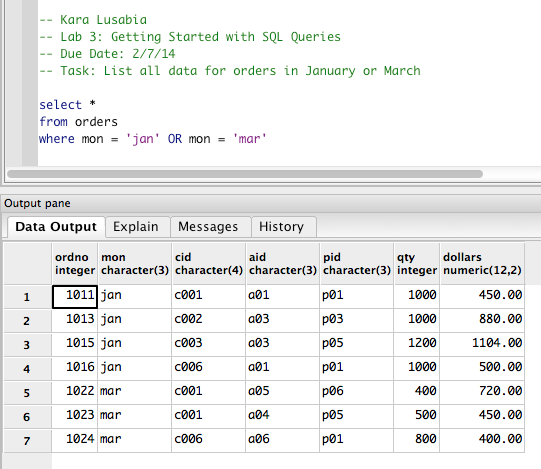 -- Kara Lusabia
-- Lab 3: Getting Started with SQL Queries
-- Due Date: 2/7/14
-- Task: List all data for orders in January or March
select *
from orders
where mon = 'jan' OR mon = 'mar'
Output pane
Data Output Explain Messages History
ordno mon cid aid pid qty dollars
integer character(3) character(4) character(3) character(3) integer numeric(12,2)
1 1011 jan c001 a01 p01 1000 450.00
2 1013 jan c002 a03 p03 1000 880.00
3 1015 jan c003 a03 p05 1200 1104.00
4 1016 jan c006 a01 p01 1000 500.00
5 1022 mar c001 a05 p06 400 720.00
6 1023 mar c001 a04 p05 500 450.00
7 1024 mar c006 a06 p01 800 400.00